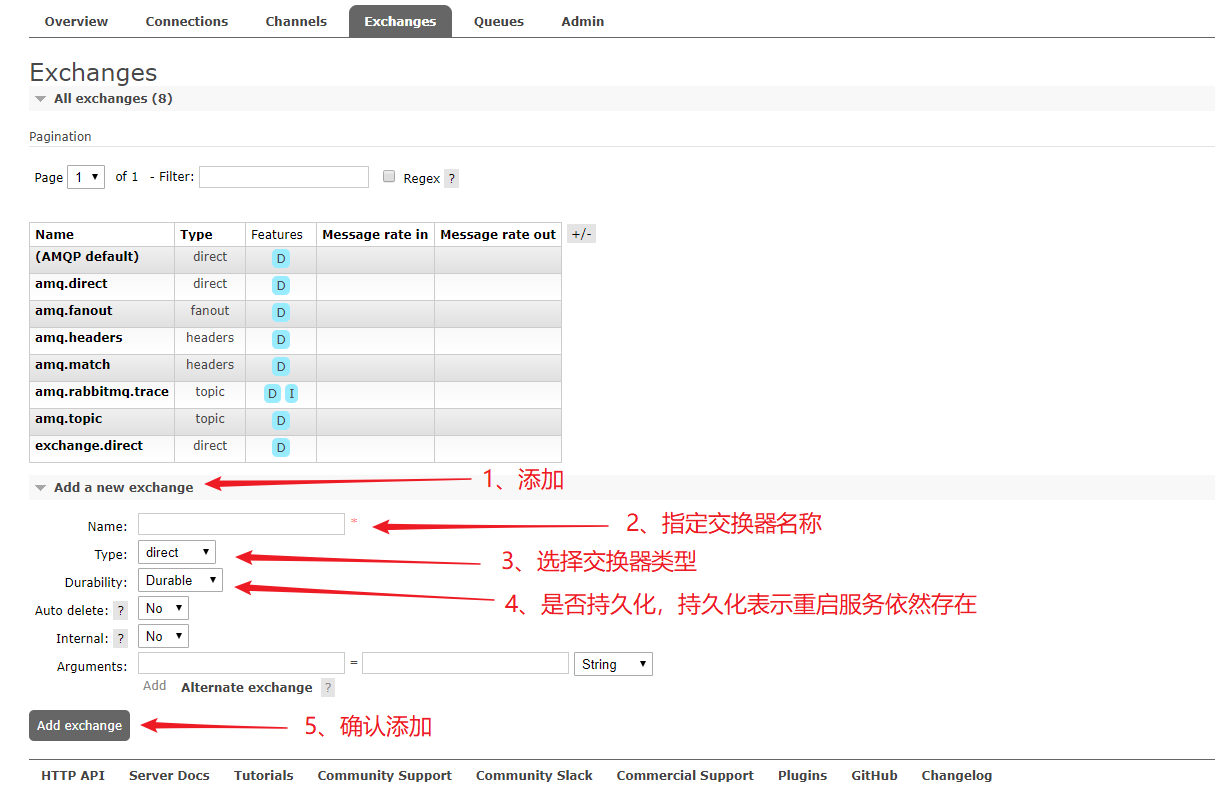 Overview Connections Channels Exchanges Queues Admin
Exchanges
All exchanges (8)
Pagination
Page 1 of 1 - Filter: Regex ?
Name Type Features Message rate in Message rate out +/-
(AMQP default) direct D
amq.direct direct D
amq.fanout fanout D
amq.headers headers D
amq.match headers D
amq.rabbitmq.trace topic D I
amq.topic topic D
exchange.direct direct D
Add a new exchange 1、添加
Name: * 2、指定交换器名称
Type: direct 3、选择交换器类型
Durability: Durable 4、是否持久化，持久化表示重启服务依然存在
Auto delete: ? No
Internal: ? No
Arguments: = String
Add Alternate exchange ?
Add exchange 5、确认添加
HTTP API Server Docs Tutorials Community Support Community Slack Commercial Support Plugins GitHub Changelog